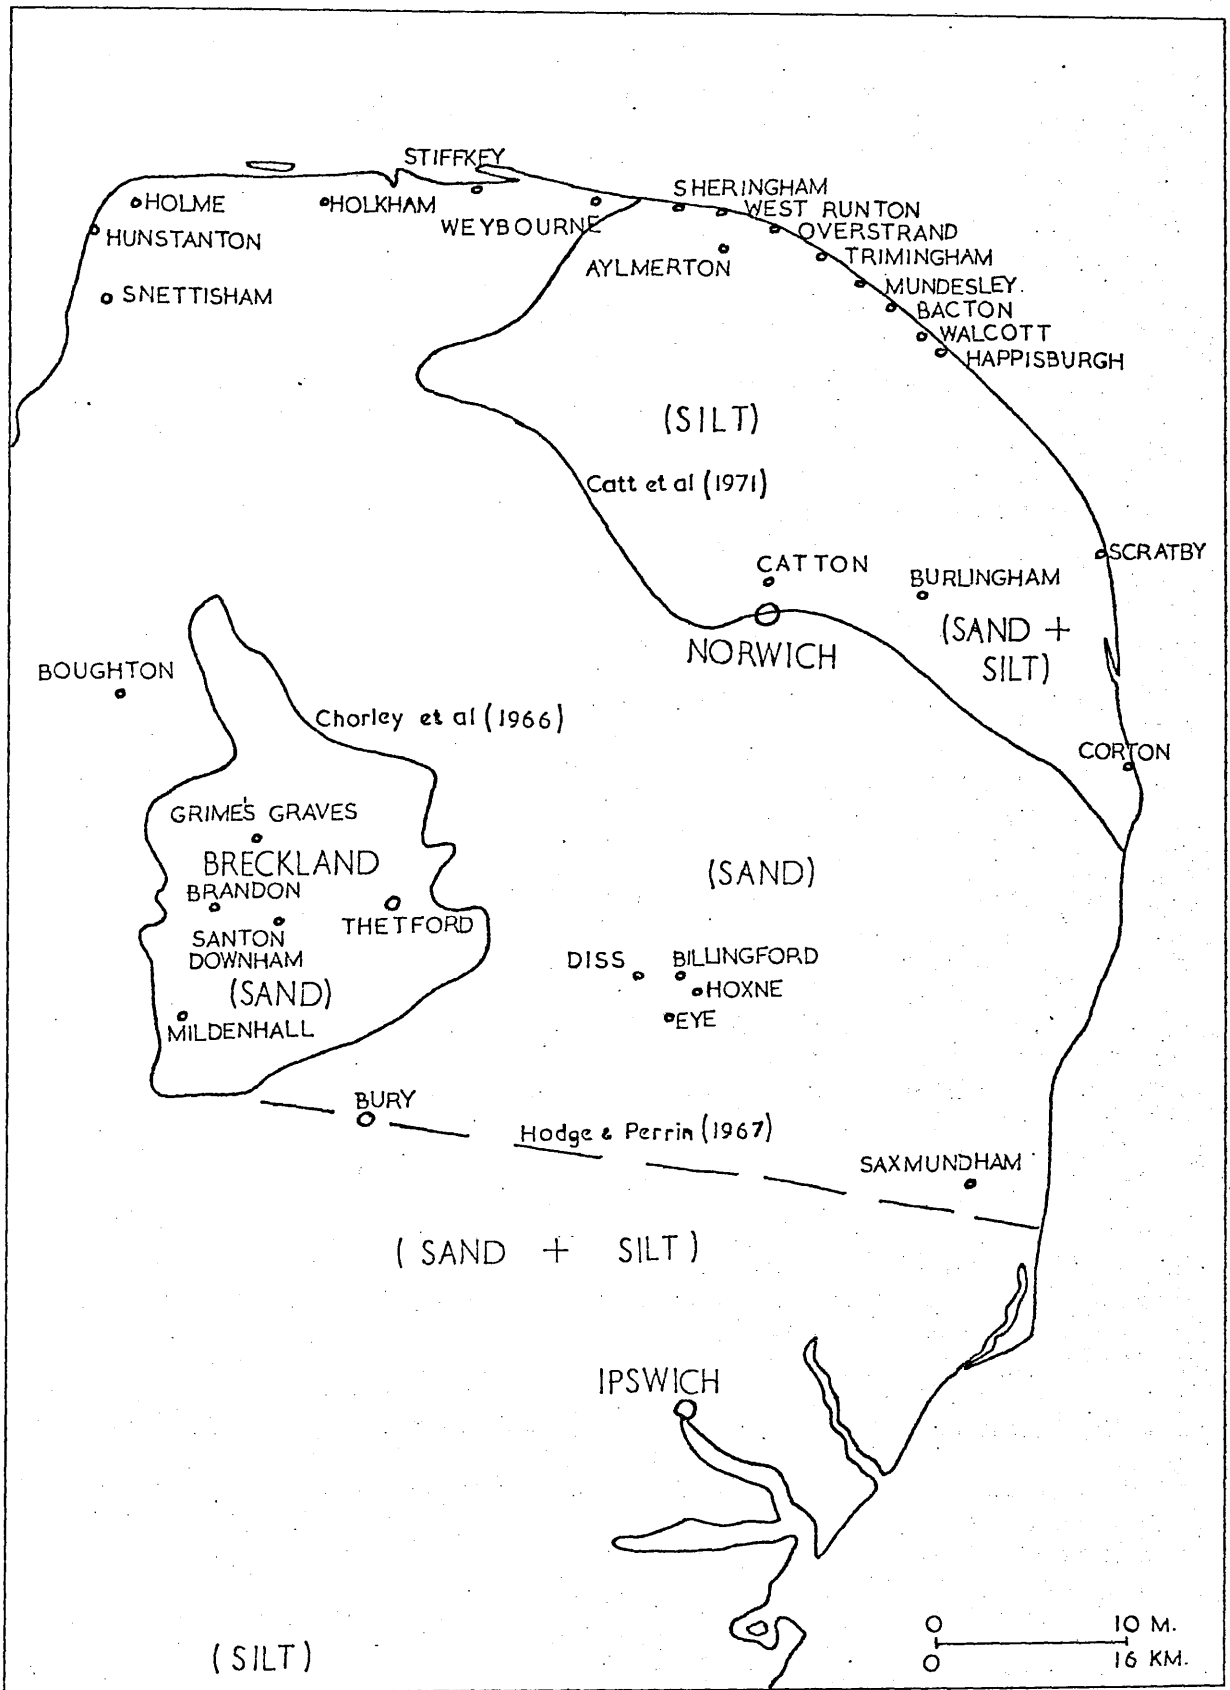 STIFFKEY
HOLME
HOLKHAM
SHERINGHAM
WEST RUNTON
HUNSTANTON
WEYBOURNE
OVERSTRAND
AYLMERTON
TRIMINGHAM
SNETTISHAM
MUNDESLEY.
BACTON
WALCOTT
HAPPISBURGH
(SILT)
Catt et al (1971)
SCRATBY
CATTON
BURLINGHAM
NORWICH
(SAND +
SILT)
BOUGHTON
Chorley et al (1966)
CORTON
GRIME'S GRAVES
BRECKLAND
(SAND)
BRANDON
THETFORD
SANTON
DOWNHAM
DISS
BILLINGFORD
HOXNE
(SAND)
EYE
MILDENHALL
BURY
Hodge & Perrin (1967)
SAXMUNDHAM
( SAND + SILT )
IPSWICH
0 10 M.
0 16 KM.
( SILT )